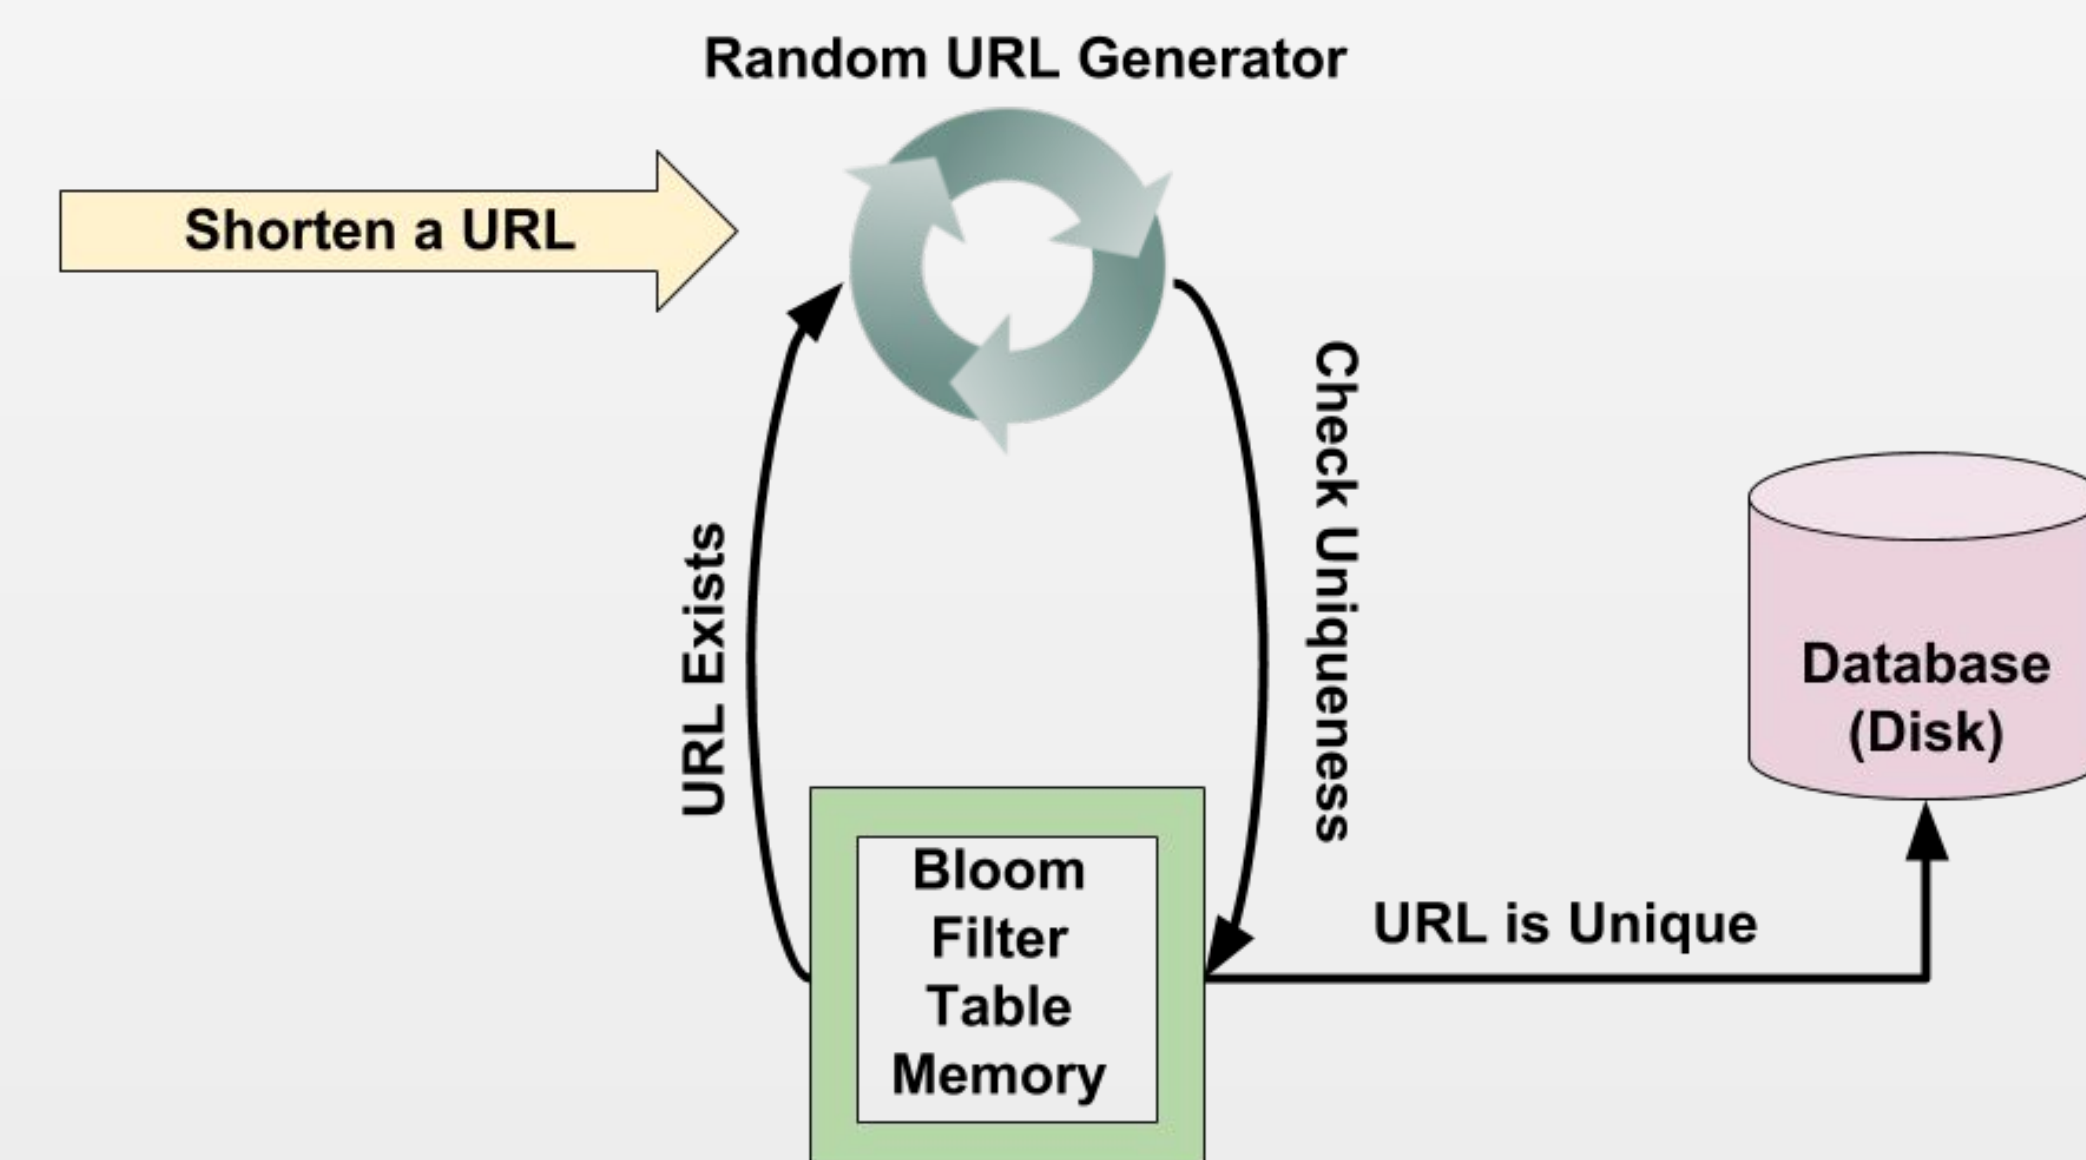 Random URL Generator
Shorten a URL
URL Exists
Check Uniqueness
Database
(Disk)
Bloom
Filter
Table
Memory
URL is Unique